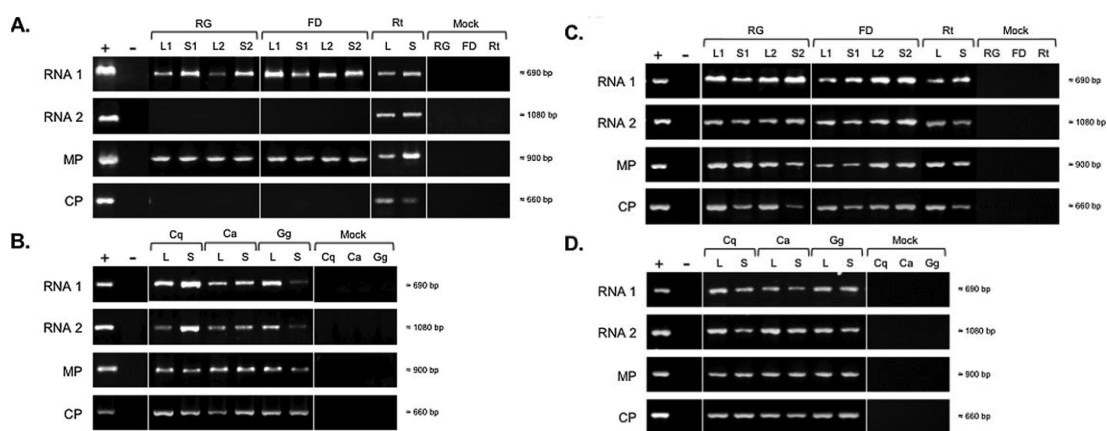 A.
RG FD Rt Mock
+ - L1 S1 L2 S2 L1 S1 L2 S2 L S RG FD Rt
RNA 1 ≈ 690 bp
RNA 2 ≈ 1080 bp
MP ≈ 900 bp
CP ≈ 660 bp
B.
Cq Ca Gg Mock
+ - L S L S L S Cq Ca Gg
RNA 1 ≈ 690 bp
RNA 2 ≈ 1080 bp
MP ≈ 900 bp
CP ≈ 660 bp
C.
RG FD Rt Mock
+ - L1 S1 L2 S2 L1 S1 L2 S2 L S RG FD Rt
RNA 1 ≈ 690 bp
RNA 2 ≈ 1080 bp
MP ≈ 900 bp
CP ≈ 660 bp
D.
Cq Ca Gg Mock
+ - L S L S L S Cq Ca Gg
RNA 1 ≈ 690 bp
RNA 2 ≈ 1080 bp
MP ≈ 900 bp
CP ≈ 660 bp